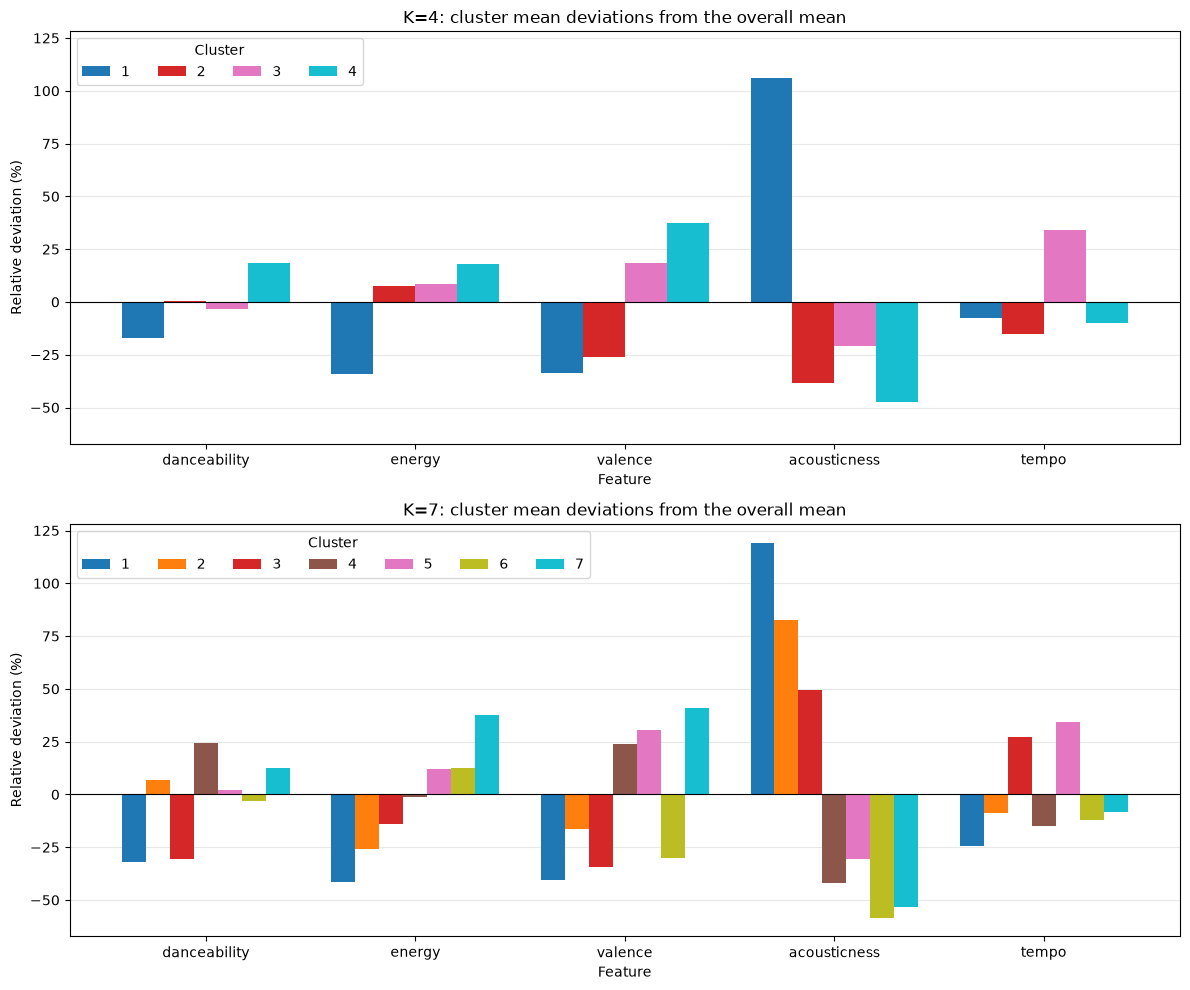 K=4: cluster mean deviations from the overall mean
Cluster
1 2 3 4
Relative deviation (%)
125
100
75
50
25
0
−25
−50
danceability energy valence acousticness tempo
Feature
K=7: cluster mean deviations from the overall mean
Cluster
1 2 3 4 5 6 7
Relative deviation (%)
125
100
75
50
25
0
−25
−50
danceability energy valence acousticness tempo
Feature